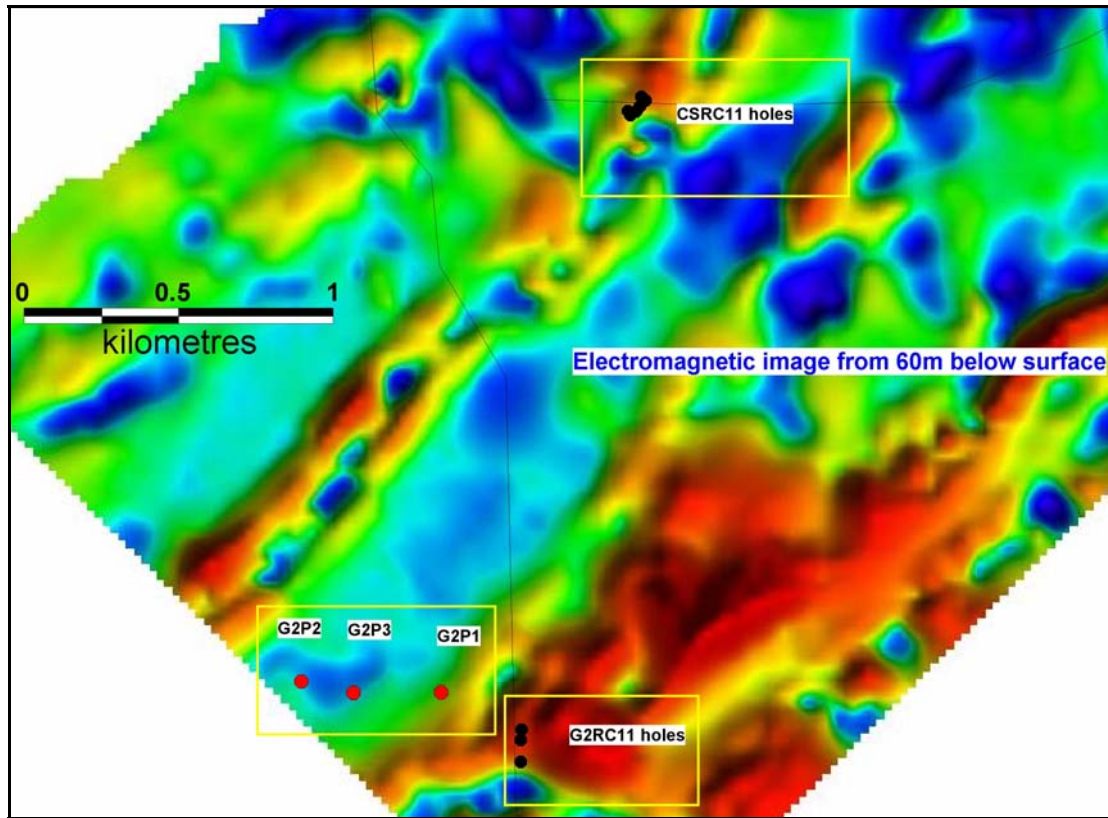 CSRC11 holes
0 0.5 1
kilometres
Electromagnetic image from 60m below surface
G2P2 G2P3 G2P1
G2RC11 holes